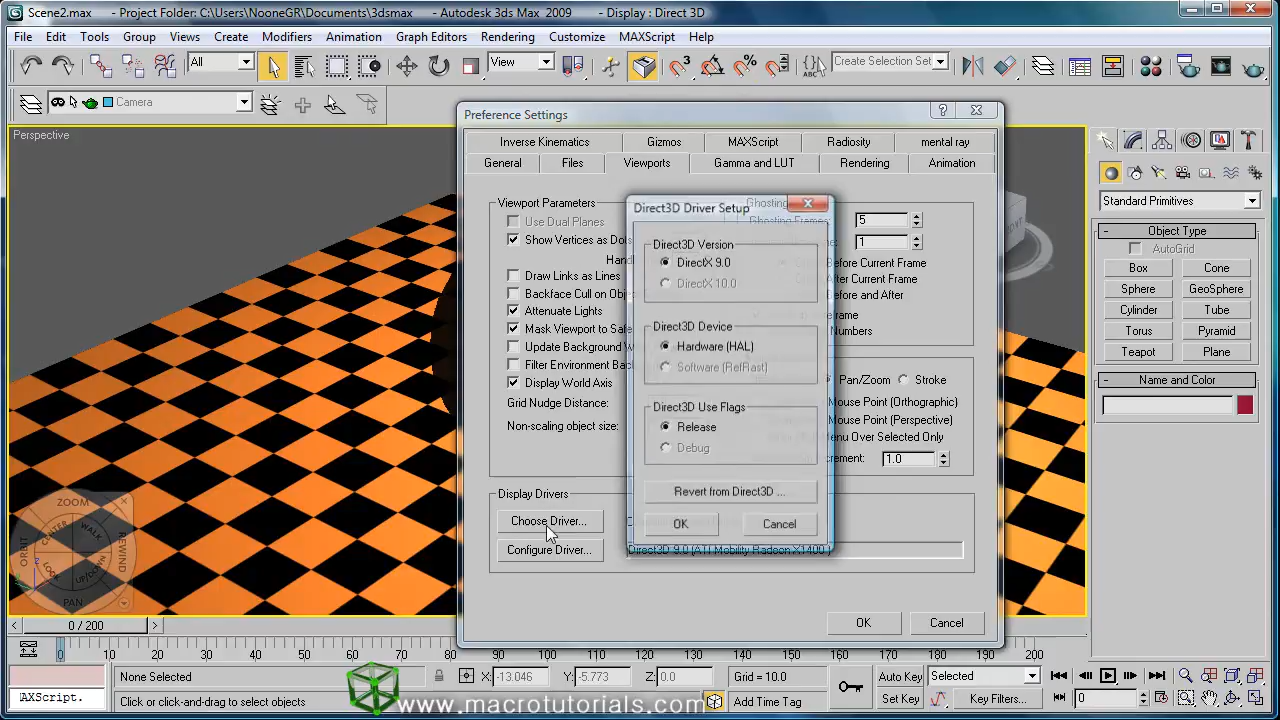 Scene2.max - Project Folder: C:\Users\NooneGR\Documents\3dsmax - Autodesk 3ds Max 2009 - Display : Direct 3D
File Edit Tools Group Views Create Modifiers Animation Graph Editors Rendering Customize MAXScript Help
All View 3 % ABC Create Selection Set
Camera
Perspective
Preference Settings
Inverse Kinematics Gizmos MAXScript Radiosity mental ray
General Files Viewports Gamma and LUT Rendering Animation
Viewport Parameters
Use Dual Planes
Show Vertices as Dots
Draw Links as Lines
Backface Cull on Obje
Attenuate Lights
Mask Viewport to Safe
Update Background W
Filter Environment Bac
Display World Axis
Grid Nudge Distance:
Non-scaling object size:
Ghosting
Ghosting Frames: 5
1
Before Current Frame
After Current Frame
Before and After
Numbers
Pan/Zoom Stroke
Mouse Point (Orthographic)
Mouse Point (Perspective)
Menu Over Selected Only
1.0
Direct3D Driver Setup
Direct3D Version
DirectX 9.0
DirectX 10.0
Direct3D Device
Hardware (HAL)
Software (RefRast)
Direct3D Use Flags
Release
Debug
Revert from Direct3D ...
OK Cancel
Display Drivers
Choose Driver...
Configure Driver...
Direct3D 9.0 (ATI Mobility Radeon X1400 )
OK Cancel
Standard Primitives
- Object Type
AutoGrid
Box Cone
Sphere GeoSphere
Cylinder Tube
Torus Pyramid
Teapot Plane
- Name and Color
ZOOM
ORBIT CENTER WALK REWIND
LOOK UP/DOWN
PAN
< 0 / 200 >
0 10 20 30 40 50 60 70 80 90 100 110 120 130 140 150 160 170 180 190 200
None Selected X: -13.046 Y: -5.773 Z: 0.0 Grid = 10.0 Auto Key Selected
AXScript. Click or click-and-drag to select objects Add Time Tag Set Key Key Filters... 0
www.macrotutorials.com